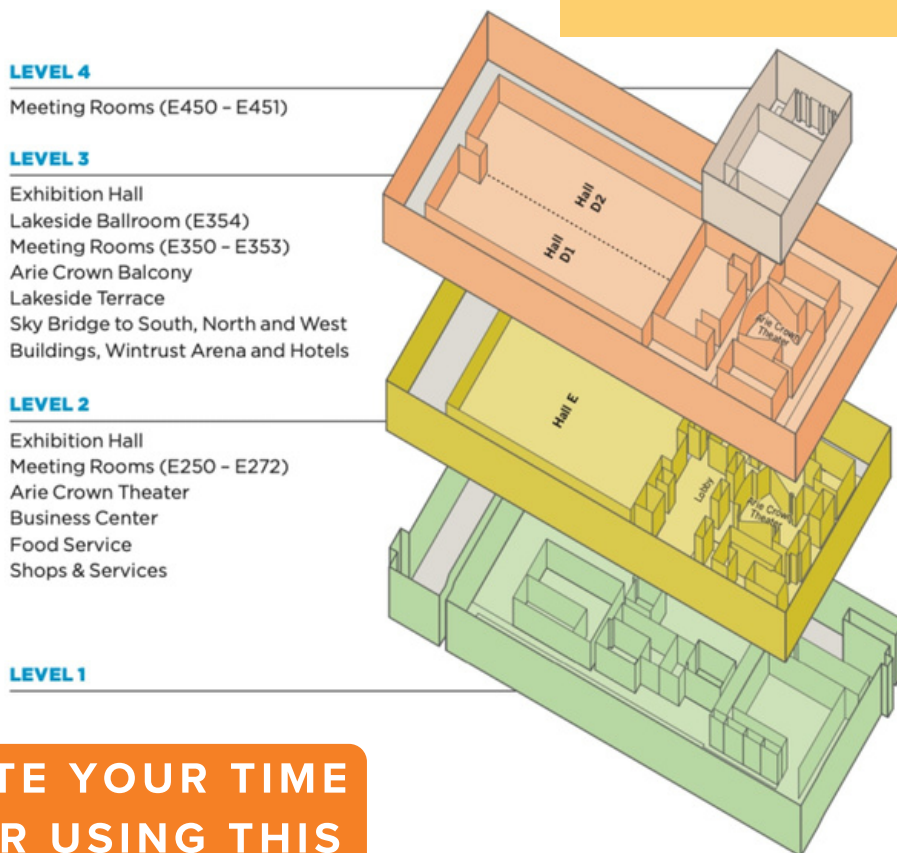 LEVEL 4
Meeting Rooms (E450 – E451)
LEVEL 3
Exhibition Hall
Lakeside Ballroom (E354)
Meeting Rooms (E350 – E353)
Arie Crown Balcony
Lakeside Terrace
Sky Bridge to South, North and West
Buildings, Wintrust Arena and Hotels
LEVEL 2
Exhibition Hall
Meeting Rooms (E250 – E272)
Arie Crown Theater
Business Center
Food Service
Shops & Services
LEVEL 1
Hall
D2
Hall
D1
Arie Crown
Theater
Hall E
Lobby
Arie Crown
Theater
TE YOUR TIME
R USING THIS